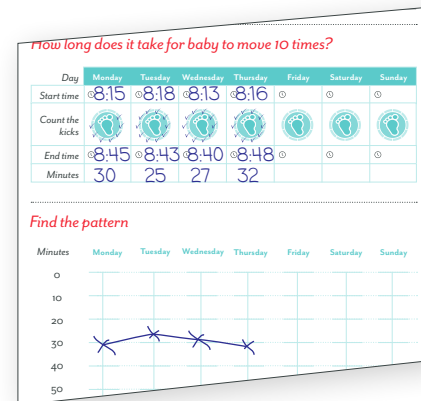 How long does it take for baby to move 10 times?
Day Monday Tuesday Wednesday Thursday Friday Saturday Sunday
Start time 8:15 8:18 8:13 8:16
Count the
kicks
End time 8:45 8:43 8:40 8:48
Minutes 30 25 27 32
Find the pattern
Minutes Monday Tuesday Wednesday Thursday Friday Saturday Sunday
0
10
20
30
40
50